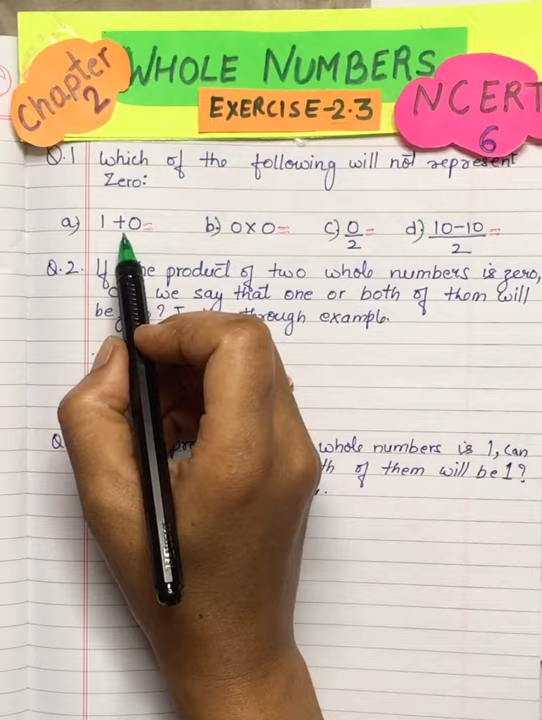 Chapter 2
WHOLE NUMBERS
EXERCISE-2.3
NCERT 6
Q.1 Which of the following will not represent
Zero:
a) 1+0= b) 0×0= c) 0/2= d) 10-10/2=
Q.2. If the product of two whole numbers is zero,
we say that one or both of them will
be ? through example.
Q whole numbers is 1, can
of them will be 1?